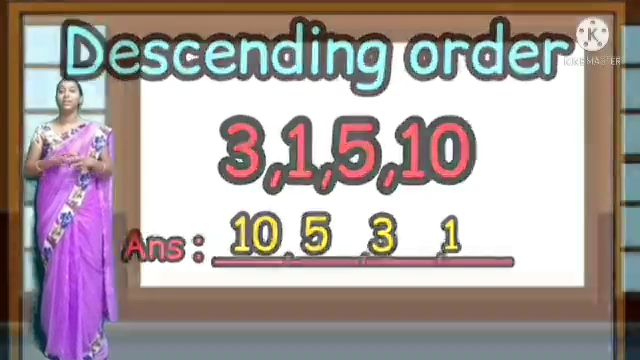 Descending order
KINEMASTER
3,1,5,10
Ans : 10, 5, 3, 1